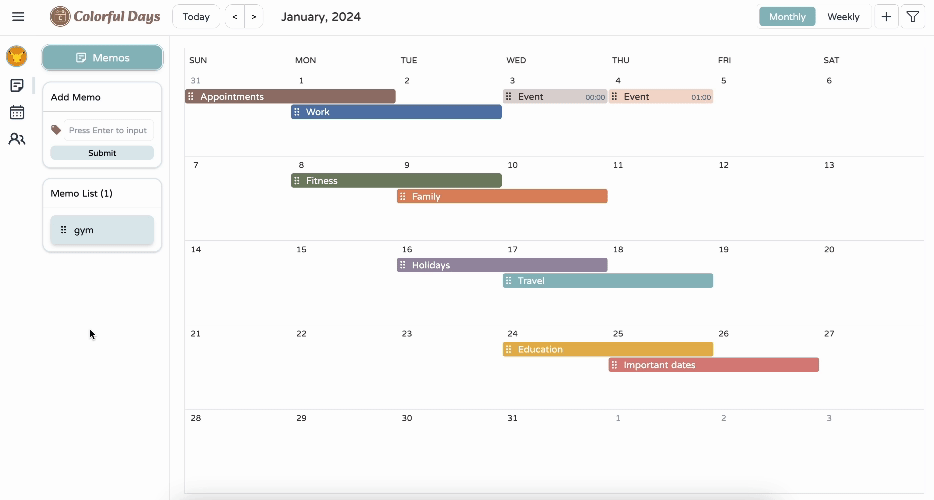 Colorful Days
Today
<
>
January, 2024
Monthly
Weekly
+
Memos
Add Memo
Press Enter to input
Submit
Memo List (1)
gym
SUN MON TUE WED THU FRI SAT
31 1 2 3 4 5 6
Appointments
Event 00:00
Event 01:00
Work
7 8 9 10 11 12 13
Fitness
Family
14 15 16 17 18 19 20
Holidays
Travel
21 22 23 24 25 26 27
Education
Important dates
28 29 30 31 1 2 3